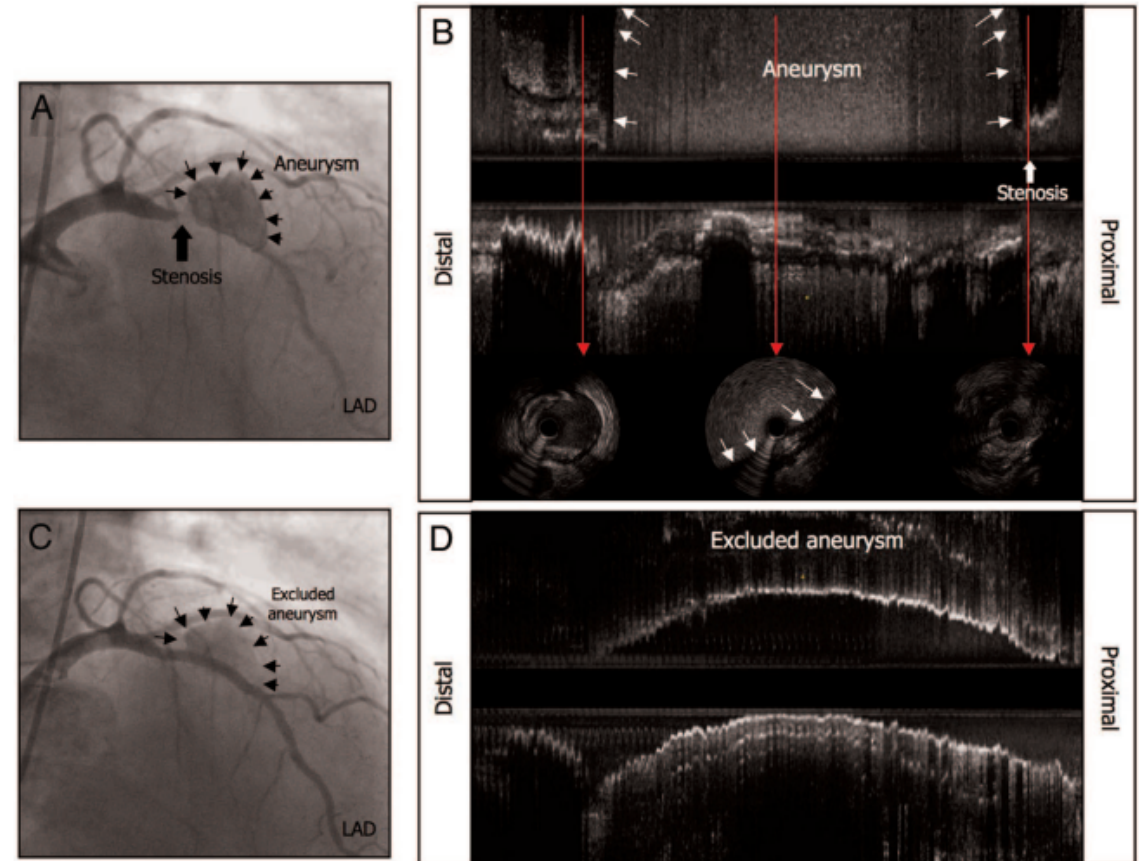 A
Aneurysm
Stenosis
LAD
B
Aneurysm
Stenosis
Distal
Proximal
C
Excluded
aneurysm
LAD
D
Excluded aneurysm
Distal
Proximal